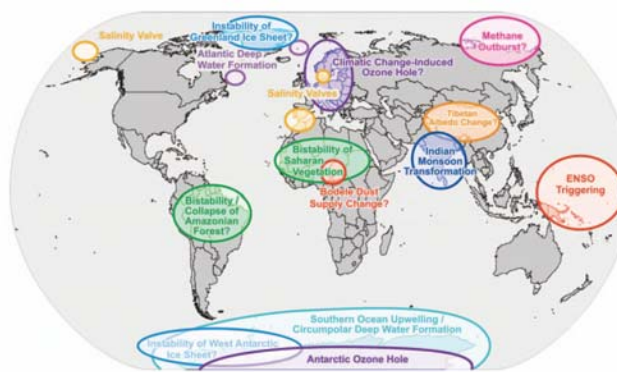 Instability of
Greenland Ice Sheet?
Methane
Outburst?
Salinity Valve
Atlantic Deep
Water Formation
Climatic Change-Induced
Ozone Hole?
Salinity Valves
Tibetan
Albedo Change?
Bistability of
Saharan
Vegetation
Indian
Monsoon
Transformation
Bodele Dust
Supply Change?
ENSO
Triggering
Bistability /
Collapse of
Amazonian
Forest?
Southern Ocean Upwelling /
Circumpolar Deep Water Formation
Instability of West Antarctic
Ice Sheet?
Antarctic Ozone Hole